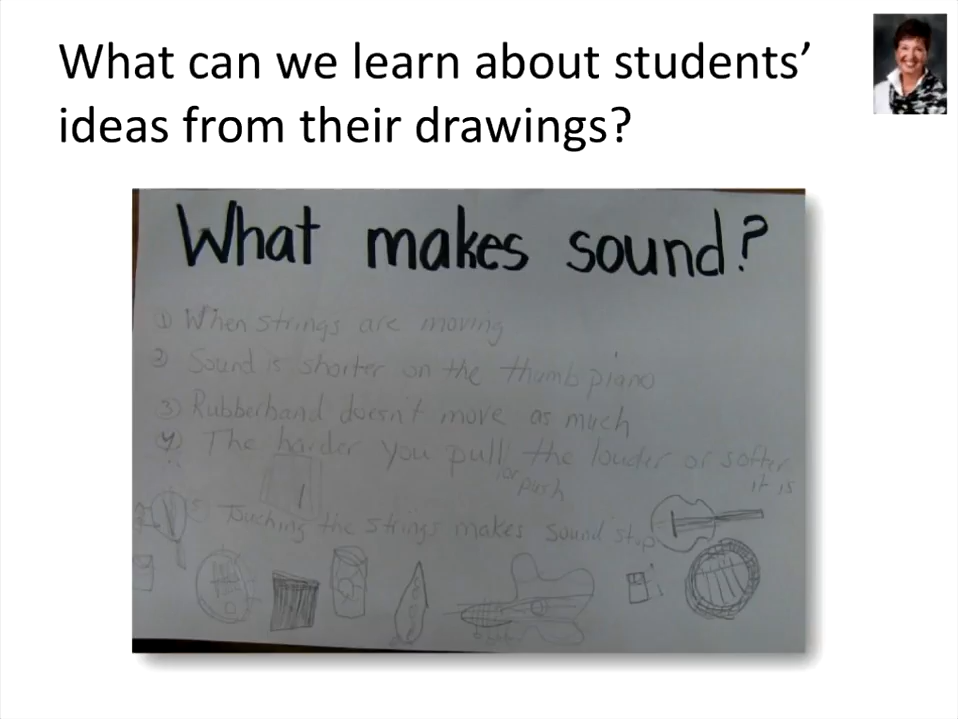 What can we learn about students’
ideas from their drawings?
What makes sound?
1) When strings are moving
2) Sound is shorter on the thumb piano
3) Rubberband doesn't move as much
4) The harder you pull the louder or softer
or push
it is
5 Touching the strings makes sound stop